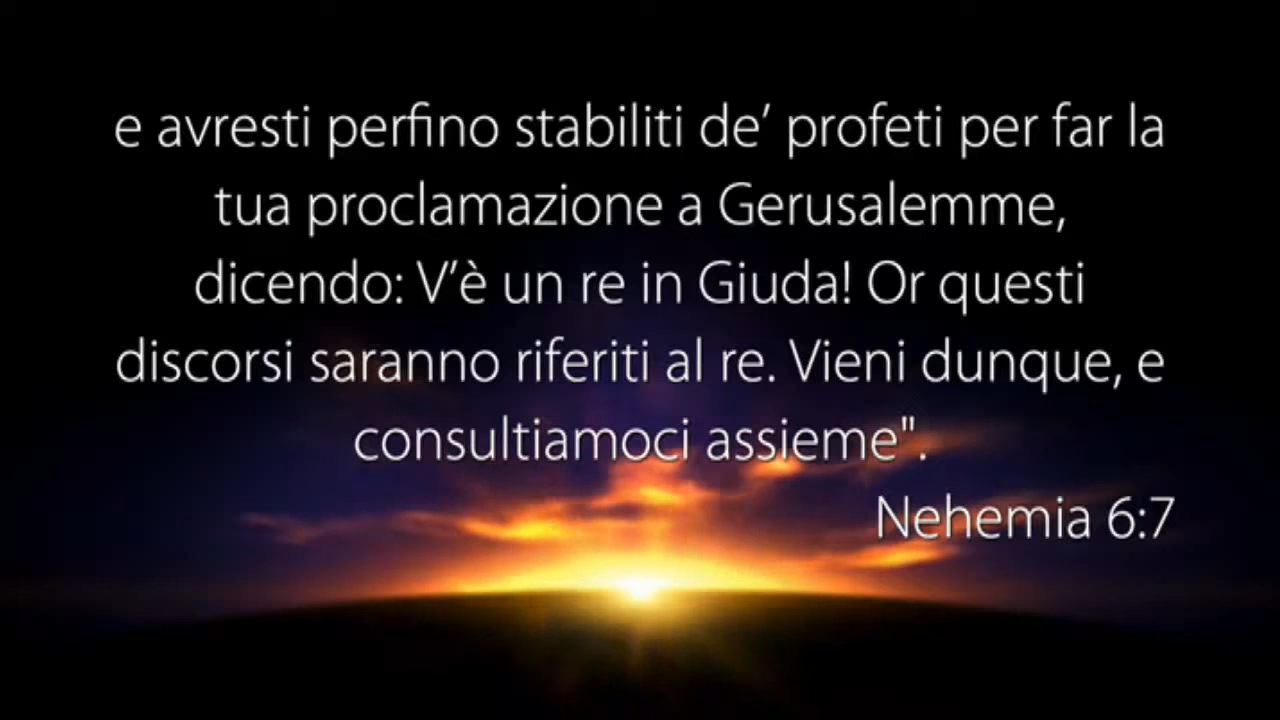 e avresti perfino stabiliti de’ profeti per far la
tua proclamazione a Gerusalemme,
dicendo: V’è un re in Giuda! Or questi
discorsi saranno riferiti al re. Vieni dunque, e
consultiamoci assieme".
Nehemia 6:7